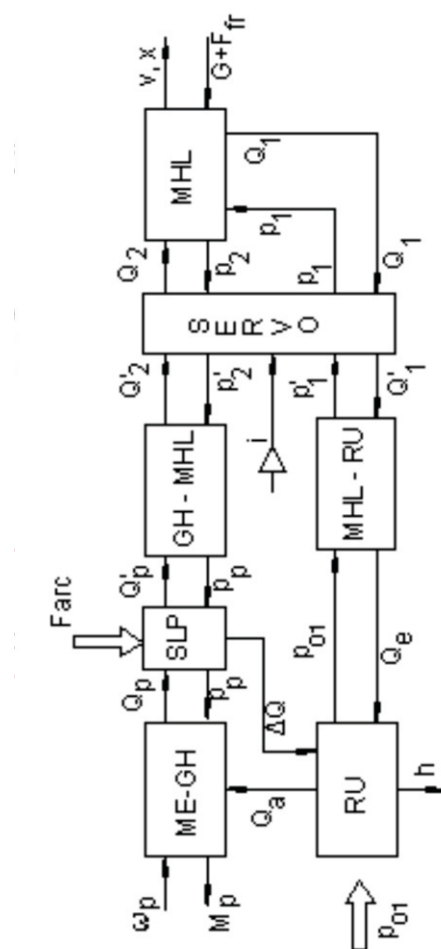 V, x
G+F_fr
MHL
Q_1
p_1
Q_2
p_2
p_1
Q_1
SERVO
Q'_2
p'_2
i
p'_1
Q'_1
GH - MHL
MHL - RU
Farc
Q'_p
p_p
SLP
p_01
Q_e
Q_p
p_p
ΔQ
ME-GH
Q_a
RU
h
ω_p
M_p
p_01